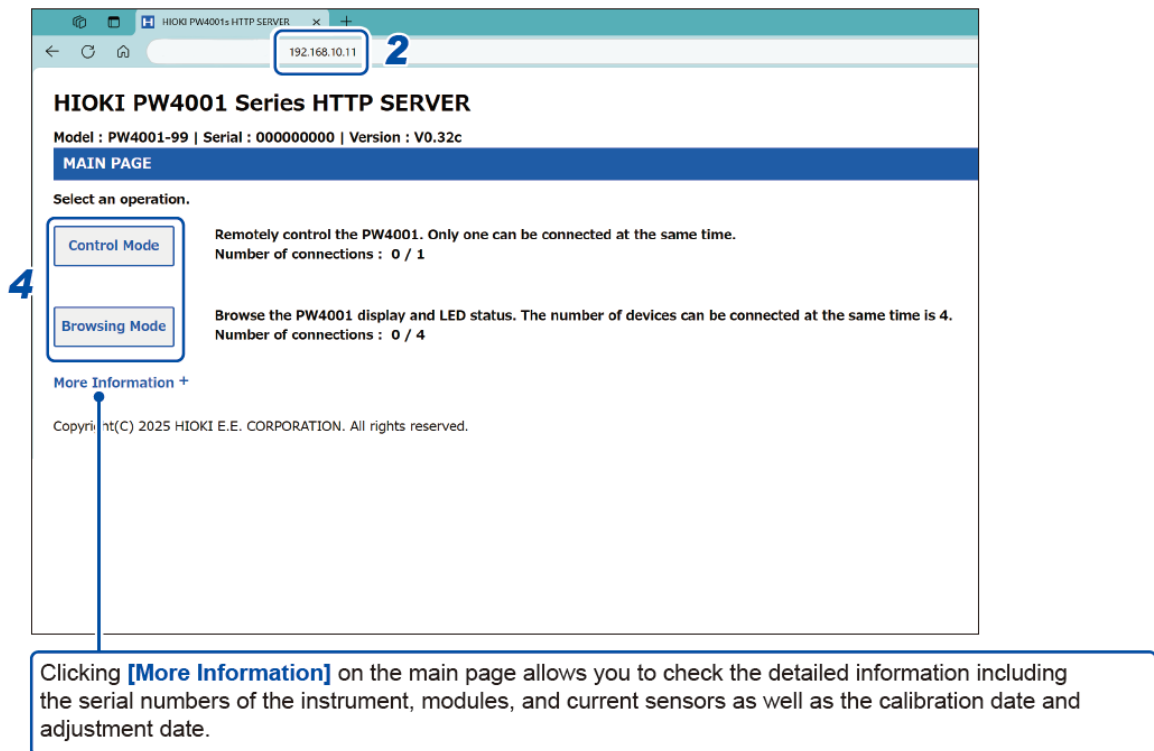 HIOKI PW4001s HTTP SERVER
192.168.10.11
2
HIOKI PW4001 Series HTTP SERVER
Model : PW4001-99 | Serial : 000000000 | Version : V0.32c
MAIN PAGE
Select an operation.
4
Control Mode
Remotely control the PW4001. Only one can be connected at the same time.
Number of connections : 0 / 1
Browsing Mode
Browse the PW4001 display and LED status. The number of devices can be connected at the same time is 4.
Number of connections : 0 / 4
More Information +
Copyright(C) 2025 HIOKI E.E. CORPORATION. All rights reserved.
Clicking [More Information] on the main page allows you to check the detailed information including
the serial numbers of the instrument, modules, and current sensors as well as the calibration date and
adjustment date.